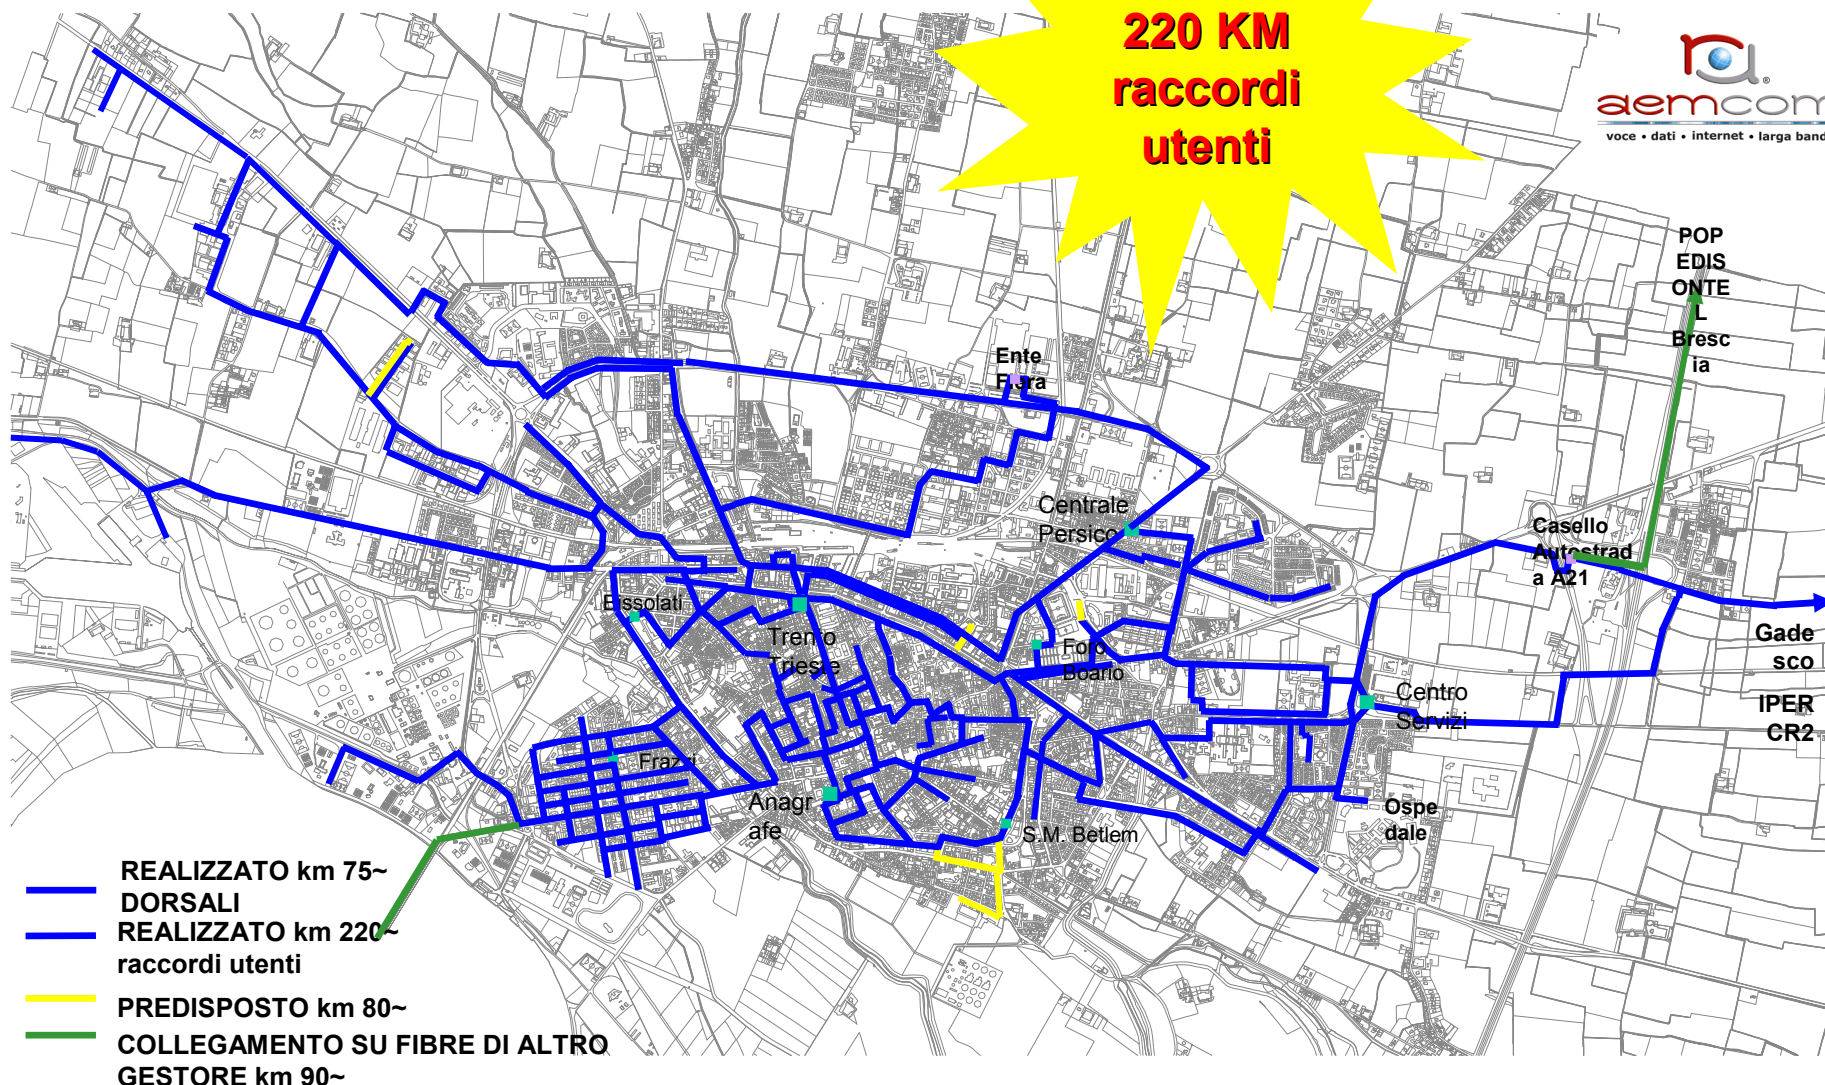 220 KM
raccordi
utenti
aemcom
voce • dati • internet • larga band
POP
EDIS
ONTE
L
Bresc
ia
Ente
Fiera
Centrale
Persico
Casello
Autostrad
a A21
Bissolati
Trento
Trieste
Foro
Boario
Gade
sco
Centro
Servizi
IPER
CR2
Frazzi
Anagr
afe
S.M. Betlem
Ospe
dale
REALIZZATO km 75~
DORSALI
REALIZZATO km 220~
raccordi utenti
PREDISPOSTO km 80~
COLLEGAMENTO SU FIBRE DI ALTRO
GESTORE km 90~